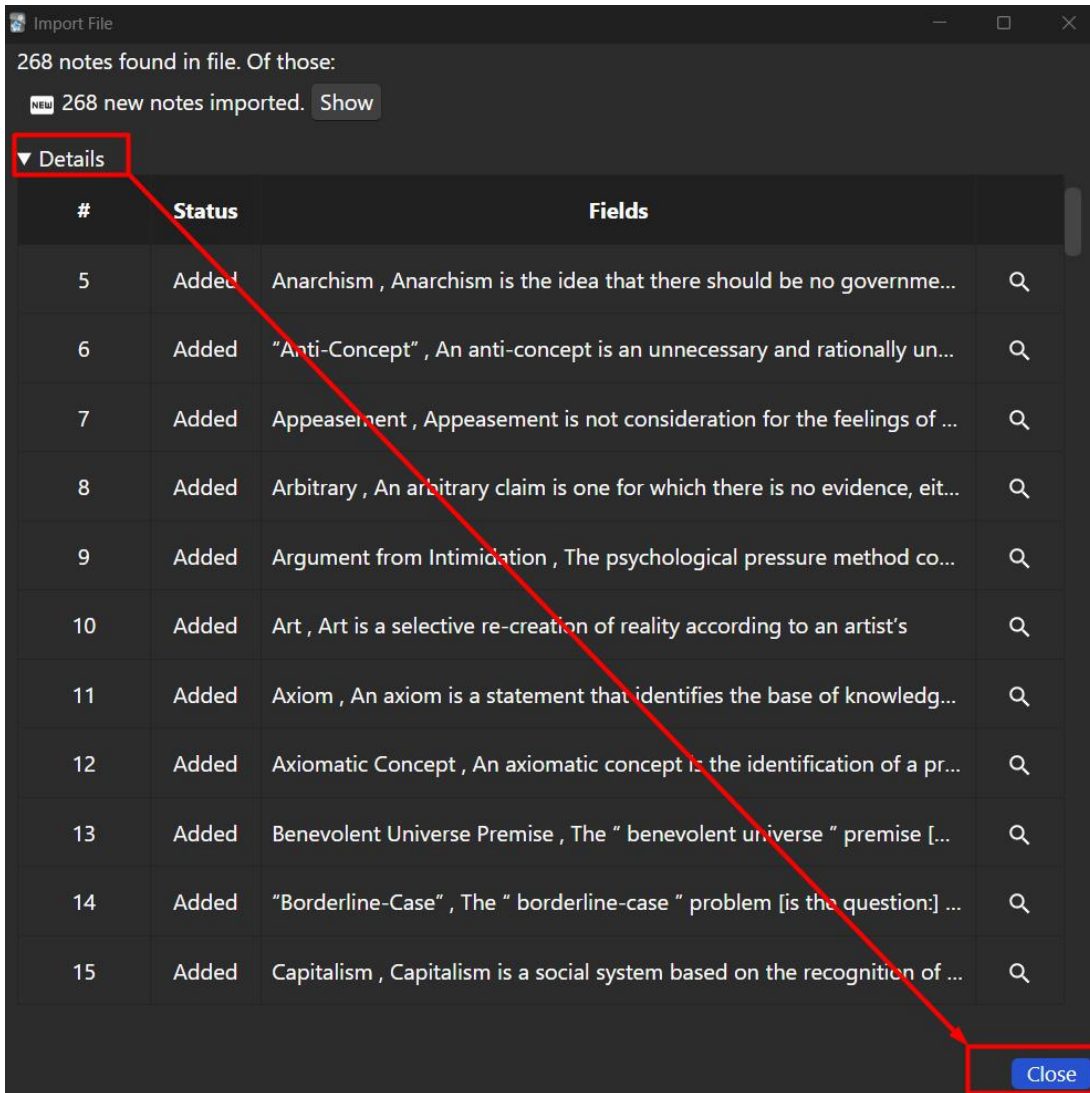 Import File
268 notes found in file. Of those:
NEW 268 new notes imported. Show
▼ Details
# Status Fields
5 Added Anarchism , Anarchism is the idea that there should be no governme...
6 Added “Anti-Concept” , An anti-concept is an unnecessary and rationally un...
7 Added Appeasement , Appeasement is not consideration for the feelings of ...
8 Added Arbitrary , An arbitrary claim is one for which there is no evidence, eit...
9 Added Argument from Intimidation , The psychological pressure method co...
10 Added Art , Art is a selective re-creation of reality according to an artist’s
11 Added Axiom , An axiom is a statement that identifies the base of knowledg...
12 Added Axiomatic Concept , An axiomatic concept is the identification of a pr...
13 Added Benevolent Universe Premise , The “ benevolent universe ” premise [...
14 Added “Borderline-Case” , The “ borderline-case ” problem [is the question:] ...
15 Added Capitalism , Capitalism is a social system based on the recognition of ...
Close